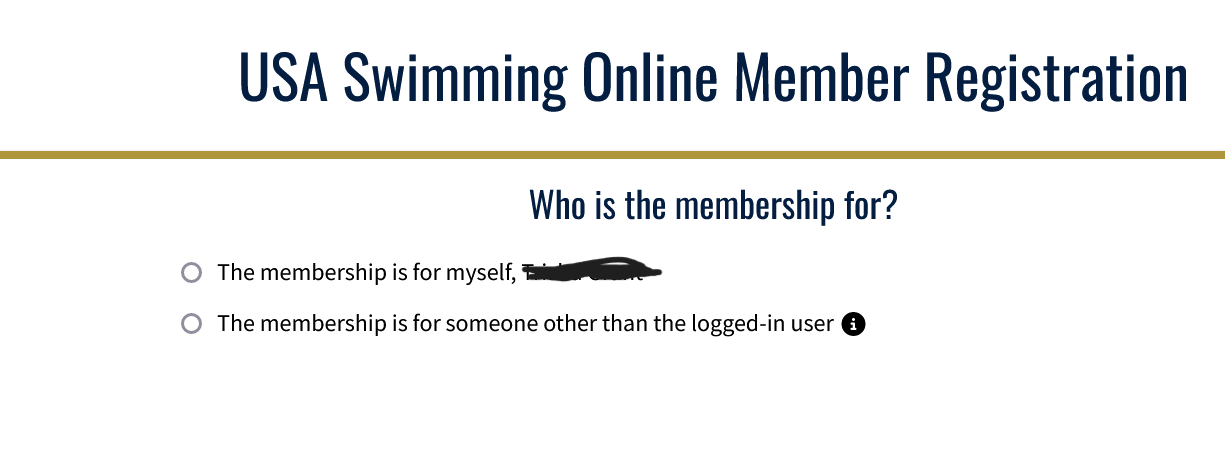 USA Swimming Online Member Registration
Who is the membership for?
The membership is for myself,
The membership is for someone other than the logged-in user